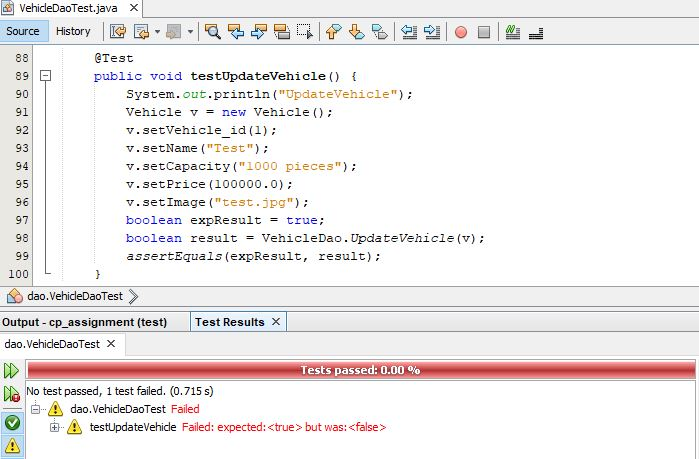 VehicleDaoTest.java
Source History
88 @Test
89 public void testUpdateVehicle() {
90 System.out.println("UpdateVehicle");
91 Vehicle v = new Vehicle();
92 v.setVehicle_id(1);
93 v.setName("Test");
94 v.setCapacity("1000 pieces");
95 v.setPrice(100000.0);
96 v.setImage("test.jpg");
97 boolean expResult = true;
98 boolean result = VehicleDao.UpdateVehicle(v);
99 assertEquals(expResult, result);
100 }
dao.VehicleDaoTest
Output - cp_assignment (test) Test Results
dao.VehicleDaoTest
Tests passed: 0.00 %
No test passed, 1 test failed. (0.715 s)
dao.VehicleDaoTest Failed
testUpdateVehicle Failed: expected:<true> but was:<false>